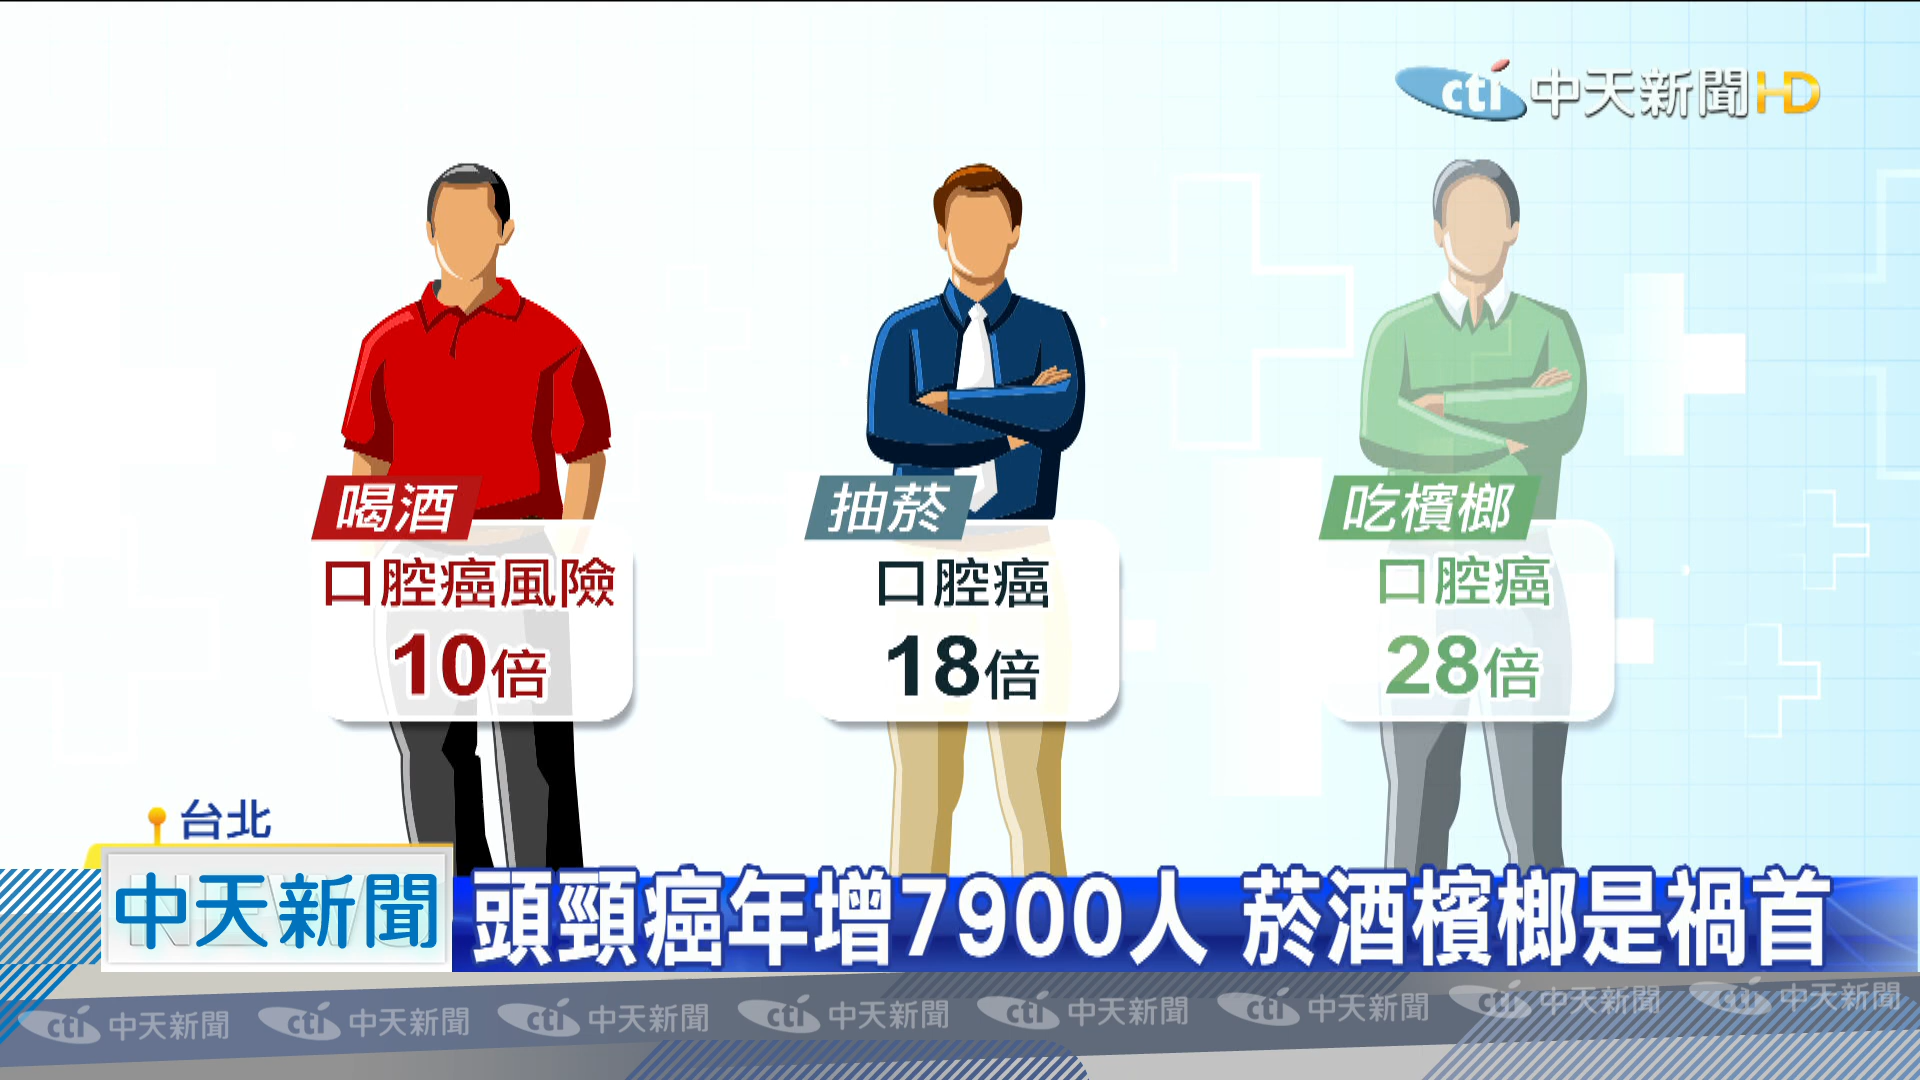 cti 中天新聞HD
喝酒
口腔癌風險
10倍
抽菸
口腔癌
18倍
吃檳榔
口腔癌
28倍
台北
中天新聞
頭頸癌年增7900人 菸酒檳榔是禍首
cti 中天新聞 cti 中天新聞 cti 中天新聞 cti 中天新聞 cti 中天新聞 cti 中天新聞 cti 中天新聞 cti 中天新聞